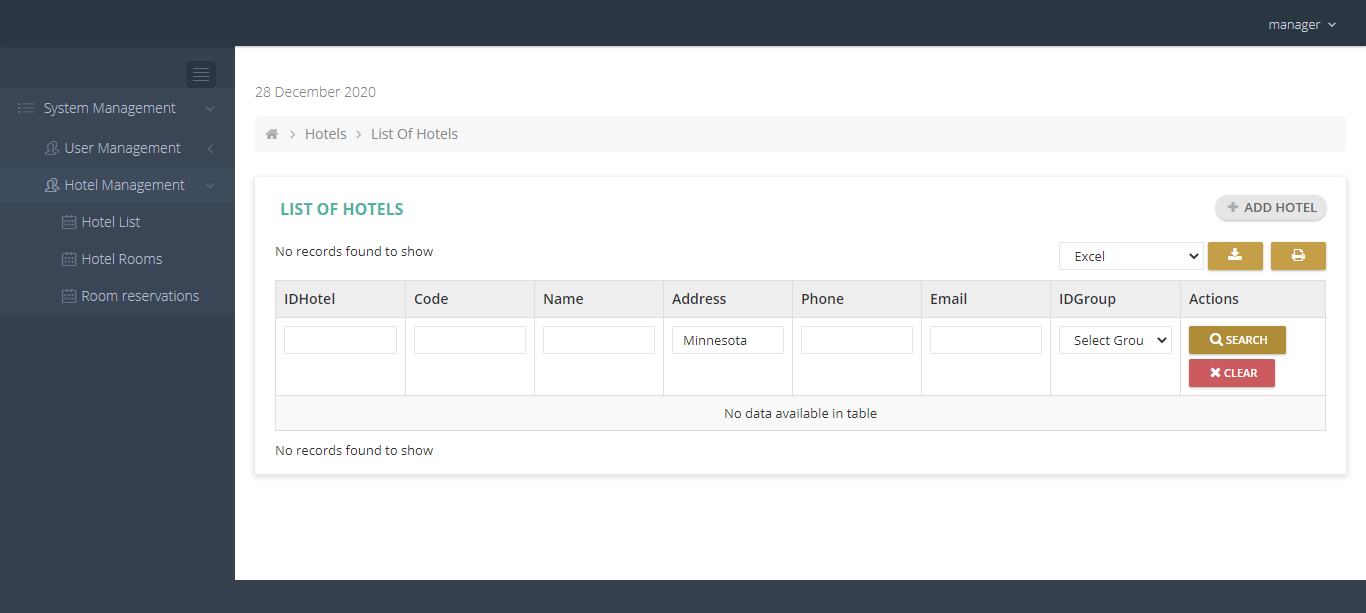 manager
28 December 2020
System Management
Hotels List Of Hotels
User Management
Hotel Management
LIST OF HOTELS
ADD HOTEL
Hotel List
No records found to show
Excel
Hotel Rooms
Room reservations
IDHotel Code Name Address Phone Email IDGroup Actions
Minnesota Select Grou SEARCH
CLEAR
No data available in table
No records found to show